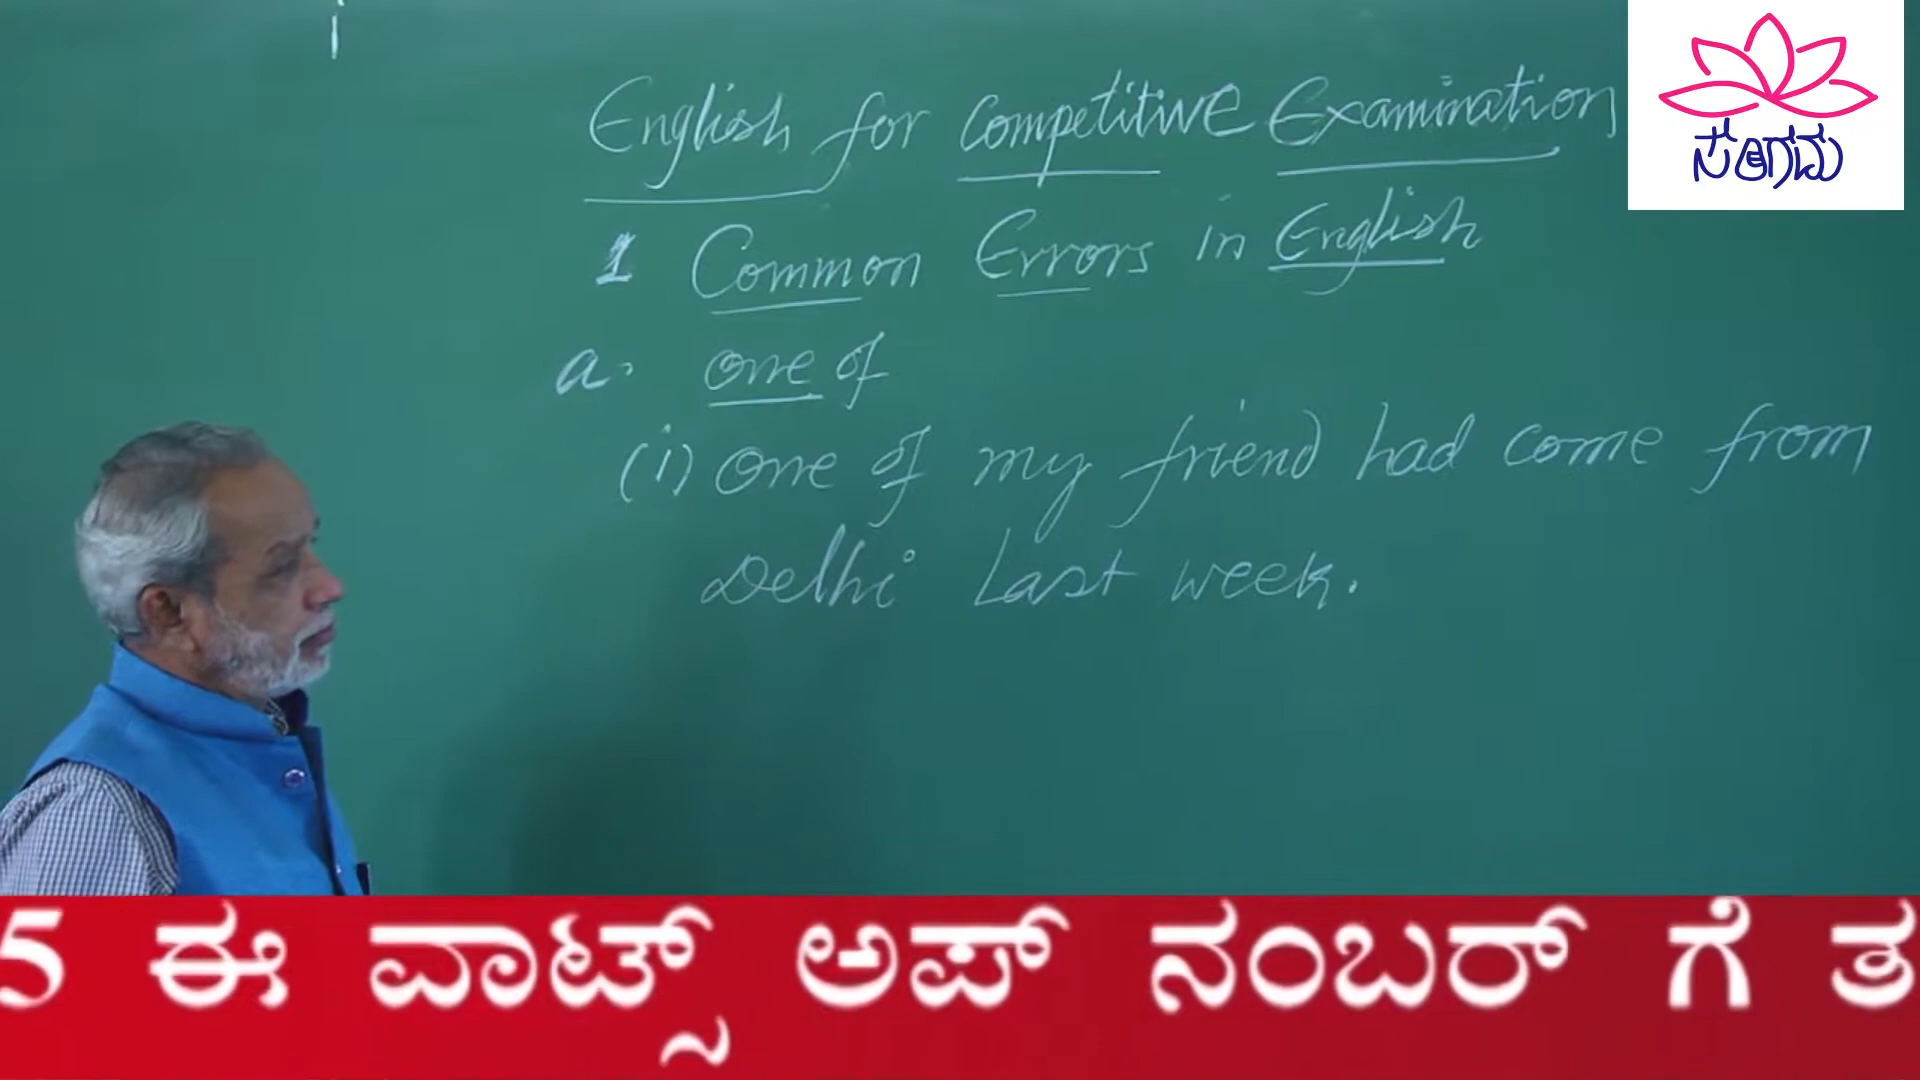 English for competitive Examination
ಸಂಗಮ
1 Common Errors in English
a. one of
(i) One of my friend had come from
Delhi Last week.
5 ಈ ವಾಟ್ಸ್ ಅಪ್ ನಂಬರ್ ಗೆ ತ